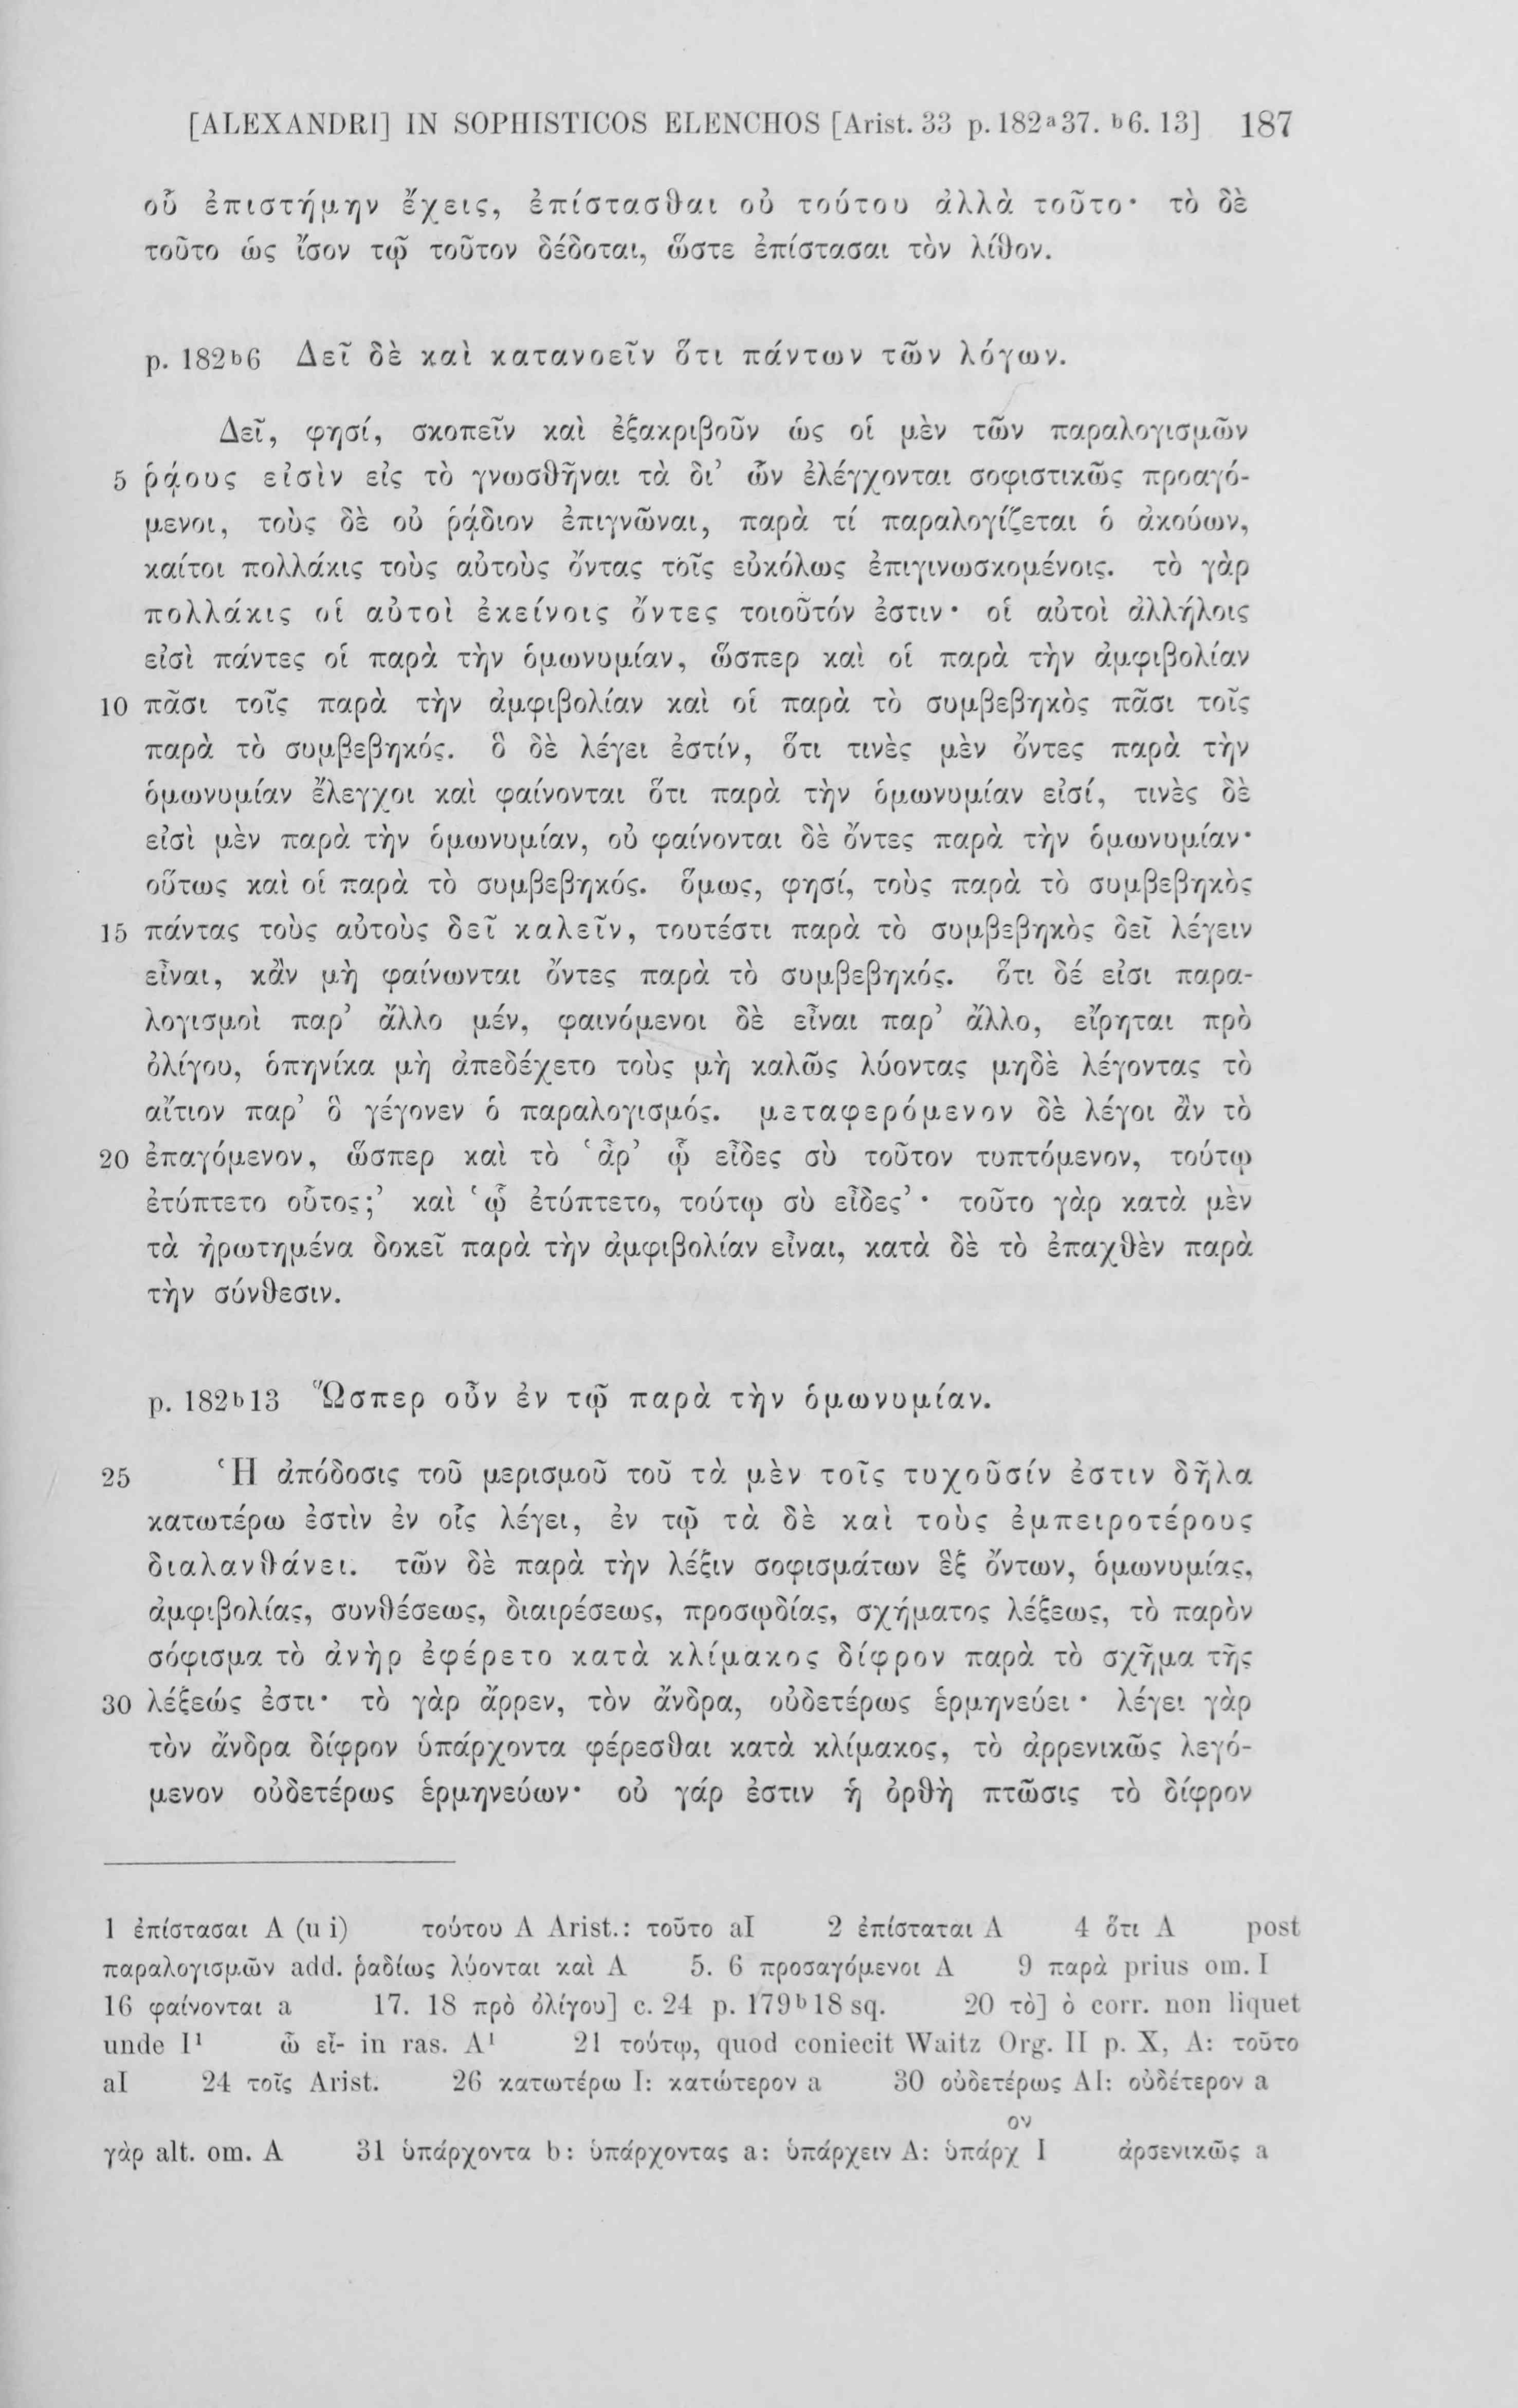 [ALEXANDRI] IN SOPHISTICOS ELENCHOS [Arist. 33 p. 182ᵃ37. ᵇ6. 13] 187
οὗ ἐπιστήμην ἔχεις, ἐπίστασθαι οὐ τούτου ἀλλὰ τοῦτο· τὸ δὲ
τοῦτο ὡς ἴσον τῷ τοῦτον δέδοται, ὥστε ἐπίστασαι τὸν λίθον.
p. 182ᵇ6 Δεῖ δὲ καὶ κατανοεῖν ὅτι πάντων τῶν λόγων.
Δεῖ, φησί, σκοπεῖν καὶ ἐξακριβοῦν ὡς οἱ μὲν τῶν παραλογισμῶν
5 ῥᾴους εἰσὶν εἰς τὸ γνωσθῆναι τὰ δι’ ὧν ἐλέγχονται σοφιστικῶς προαγό-
μενοι, τοὺς δὲ οὐ ῥᾴδιον ἐπιγνῶναι, παρὰ τί παραλογίζεται ὁ ἀκούων,
καίτοι πολλάκις τοὺς αὐτοὺς ὄντας τοῖς εὐκόλως ἐπιγινωσκομένοις. τὸ γὰρ
πολλάκις οἱ αὐτοὶ ἐκείνοις ὄντες τοιοῦτόν ἐστιν· οἱ αὐτοὶ ἀλλήλοις
εἰσὶ πάντες οἱ παρὰ τὴν ὁμωνυμίαν, ὥσπερ καὶ οἱ παρὰ τὴν ἀμφιβολίαν
10 πᾶσι τοῖς παρὰ τὴν ἀμφιβολίαν καὶ οἱ παρὰ τὸ συμβεβηκὸς πᾶσι τοῖς
παρὰ τὸ συμβεβηκός. ὃ δὲ λέγει ἐστίν, ὅτι τινὲς μὲν ὄντες παρὰ τὴν
ὁμωνυμίαν ἔλεγχοι καὶ φαίνονται ὅτι παρὰ τὴν ὁμωνυμίαν εἰσί, τινὲς δὲ
εἰσὶ μὲν παρὰ τὴν ὁμωνυμίαν, οὐ φαίνονται δὲ ὄντες παρὰ τὴν ὁμωνυμίαν·
οὕτως καὶ οἱ παρὰ τὸ συμβεβηκός. ὅμως, φησί, τοὺς παρὰ τὸ συμβεβηκὸς
15 πάντας τοὺς αὐτοὺς δεῖ καλεῖν, τουτέστι παρὰ τὸ συμβεβηκὸς δεῖ λέγειν
εἶναι, κἂν μὴ φαίνωνται ὄντες παρὰ τὸ συμβεβηκός. ὅτι δέ εἰσι παρα-
λογισμοὶ παρ’ ἄλλο μέν, φαινόμενοι δὲ εἶναι παρ’ ἄλλο, εἴρηται πρὸ
ὀλίγου, ὁπηνίκα μὴ ἀπεδέχετο τοὺς μὴ καλῶς λύοντας μηδὲ λέγοντας τὸ
αἴτιον παρ’ ὃ γέγονεν ὁ παραλογισμός. μεταφερόμενον δὲ λέγοι ἂν τὸ
20 ἐπαγόμενον, ὥσπερ καὶ τὸ ‘ἆρ’ ᾧ εἶδες σὺ τοῦτον τυπτόμενον, τούτῳ
ἐτύπτετο οὗτος;’ καὶ ‘ᾧ ἐτύπτετο, τούτῳ σὺ εἶδες’· τοῦτο γὰρ κατὰ μὲν
τὰ ἠρωτημένα δοκεῖ παρὰ τὴν ἀμφιβολίαν εἶναι, κατὰ δὲ τὸ ἐπαχθὲν παρὰ
τὴν σύνθεσιν.
p. 182ᵇ13 Ὥσπερ οὖν ἐν τῷ παρὰ τὴν ὁμωνυμίαν.
25 Ἡ ἀπόδοσις τοῦ μερισμοῦ τοῦ τὰ μὲν τοῖς τυχοῦσίν ἐστιν δῆλα
κατωτέρω ἐστὶν ἐν οἷς λέγει, ἐν τῷ τὰ δὲ καὶ τοὺς ἐμπειροτέρους
διαλανθάνει. τῶν δὲ παρὰ τὴν λέξιν σοφισμάτων ἓξ ὄντων, ὁμωνυμίας,
ἀμφιβολίας, συνθέσεως, διαιρέσεως, προσῳδίας, σχήματος λέξεως, τὸ παρὸν
σόφισμα τὸ ἀνὴρ ἐφέρετο κατὰ κλίμακος δίφρον παρὰ τὸ σχῆμα τῆς
30 λέξεώς ἐστι· τὸ γὰρ ἄρρεν, τὸν ἄνδρα, οὐδετέρως ἑρμηνεύει· λέγει γὰρ
τὸν ἄνδρα δίφρον ὑπάρχοντα φέρεσθαι κατὰ κλίμακος, τὸ ἀρρενικῶς λεγό-
μενον οὐδετέρως ἑρμηνεύων· οὐ γάρ ἐστιν ἡ ὀρθὴ πτῶσις τὸ δίφρον
1 ἐπίστασαι A (u i) τούτου A Arist.: τοῦτο aI 2 ἐπίσταται A 4 ὅτι A post
παραλογισμῶν add. ῥαδίως λύονται καὶ A 5. 6 προσαγόμενοι A 9 παρὰ prius om. I
16 φαίνονται a 17. 18 πρὸ ὀλίγου] c. 24 p. 179ᵇ18 sq. 20 τὸ] ὁ corr. non liquet
unde I¹ ὧ εἶ- in ras. A¹ 21 τούτῳ, quod coniecit Waitz Org. II p. X, A: τοῦτο
aI 24 τοῖς Arist. 26 κατωτέρω I: κατώτερον a 30 οὐδετέρως AI: οὐδέτερον a
ον
γὰρ alt. om. A 31 ὑπάρχοντα b: ὑπάρχοντας a: ὑπάρχειν A: ὑπάρχ I ἀρσενικῶς a